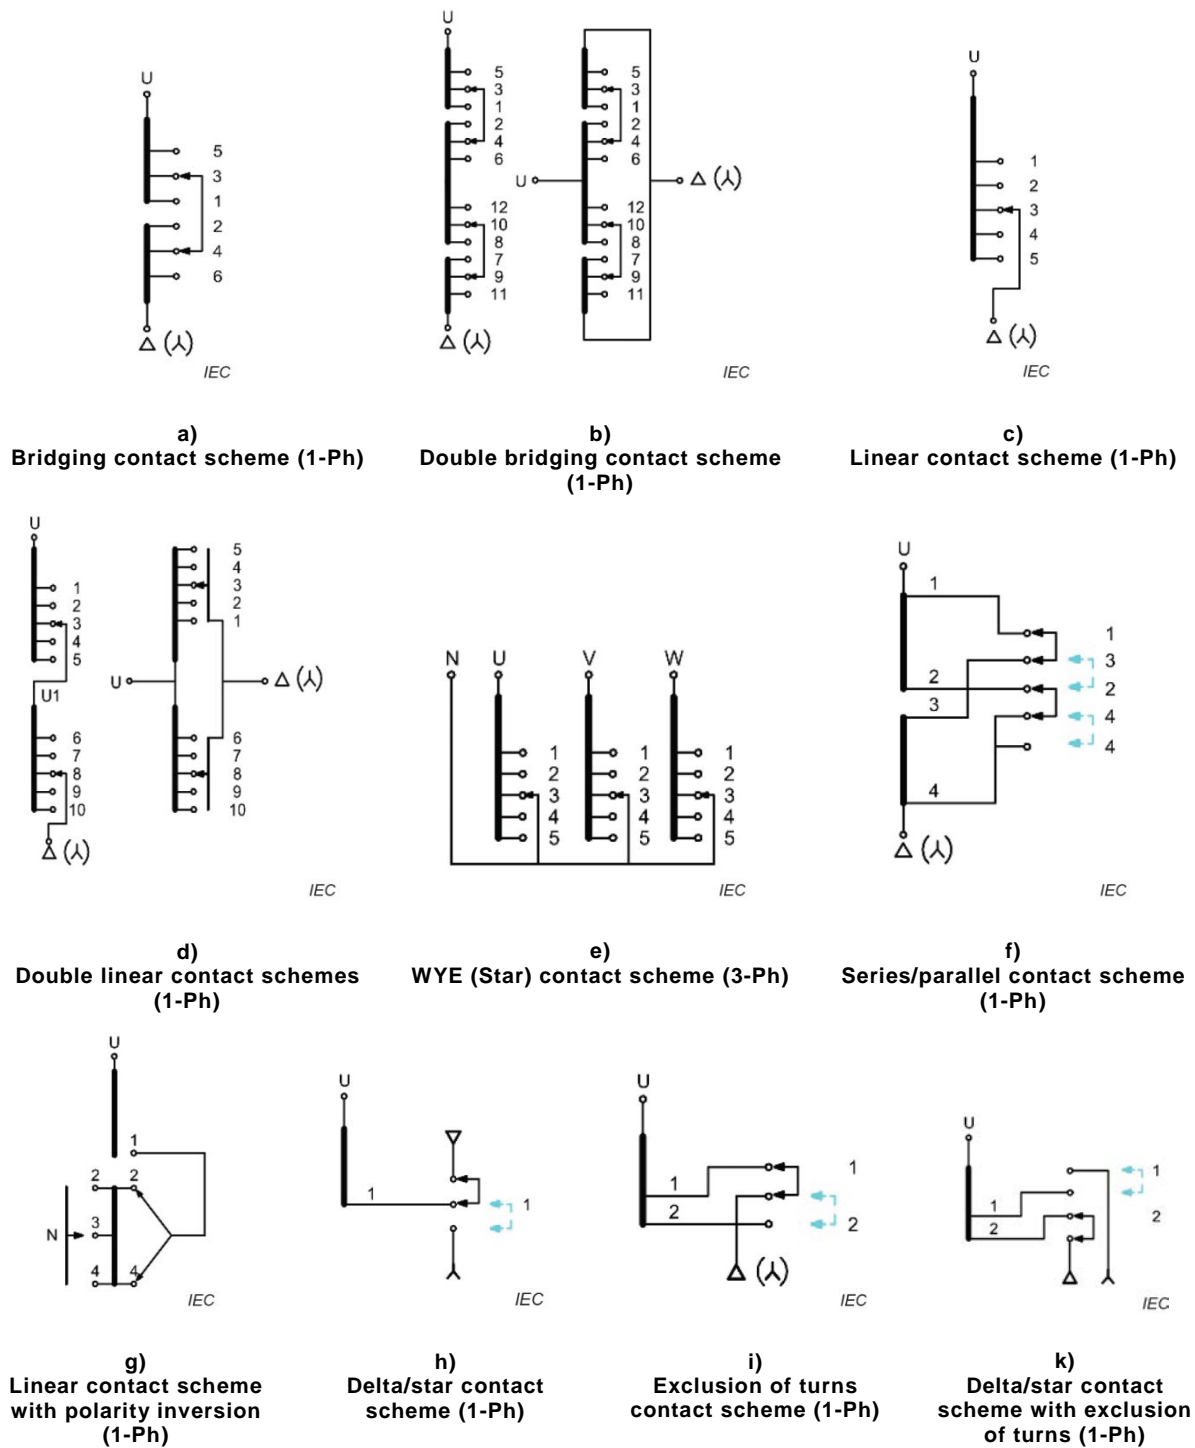 U
5
3
1
2
4
6
△ (⅄)
IEC
a)
Bridging contact scheme (1-Ph)
U
5
3
1
2
4
6
12
10
8
7
9
11
△ (⅄)
5
3
1
2
4
6
U
△ (⅄)
12
10
8
7
9
11
IEC
b)
Double bridging contact scheme
(1-Ph)
U
1
2
3
4
5
△ (⅄)
IEC
c)
Linear contact scheme (1-Ph)
U
1
2
3
4
5
U1
6
7
8
9
10
△ (⅄)
5
4
3
2
1
U
△ (⅄)
6
7
8
9
10
IEC
d)
Double linear contact schemes
(1-Ph)
N U V W
1 1 1
2 2 2
3 3 3
4 4 4
5 5 5
IEC
e)
WYE (Star) contact scheme (3-Ph)
U
1
1
3
2 2
3 4
4
4
△ (⅄)
IEC
f)
Series/parallel contact scheme
(1-Ph)
U
1
2 2
N 3
4 4
IEC
g)
Linear contact scheme
with polarity inversion
(1-Ph)
U
1 1
IEC
h)
Delta/star contact
scheme (1-Ph)
U
1 1
2 2
△ (⅄)
IEC
i)
Exclusion of turns
contact scheme (1-Ph)
U
1
1 2
2
IEC
k)
Delta/star contact
scheme with exclusion
of turns (1-Ph)